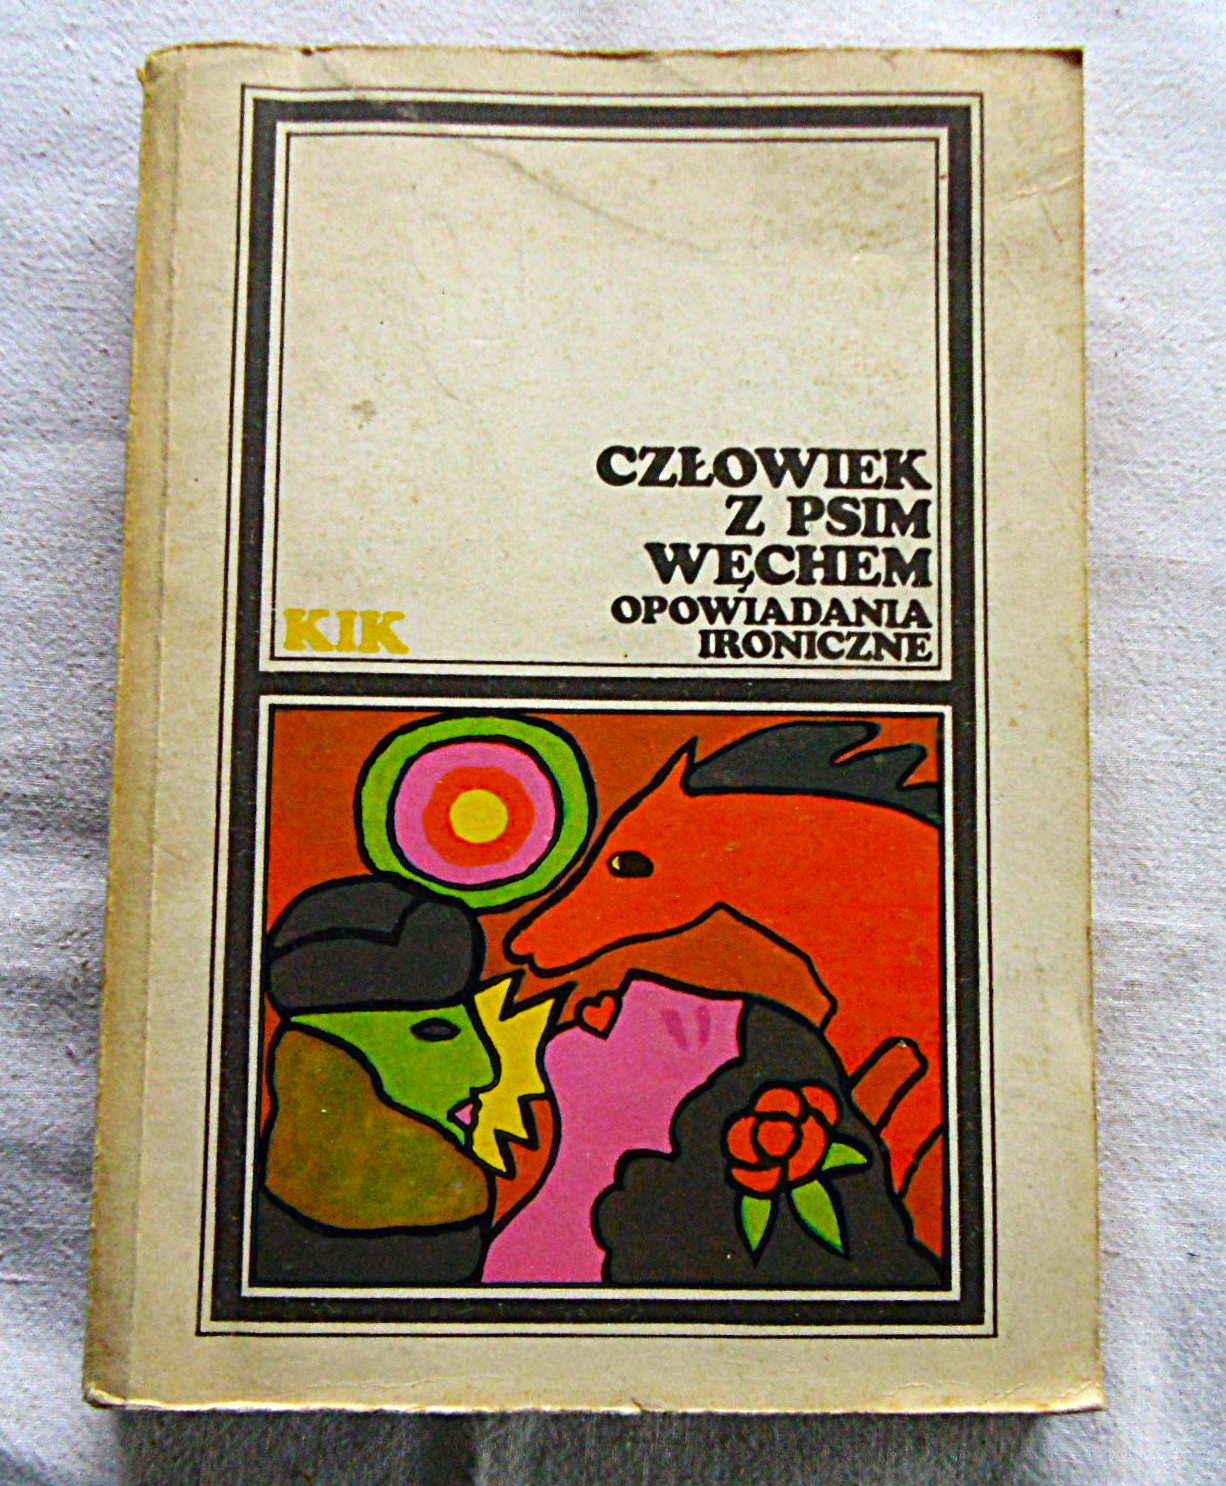 CZŁOWIEK
Z PSIM
WĘCHEM
OPOWIADANIA
IRONICZNE
KIK